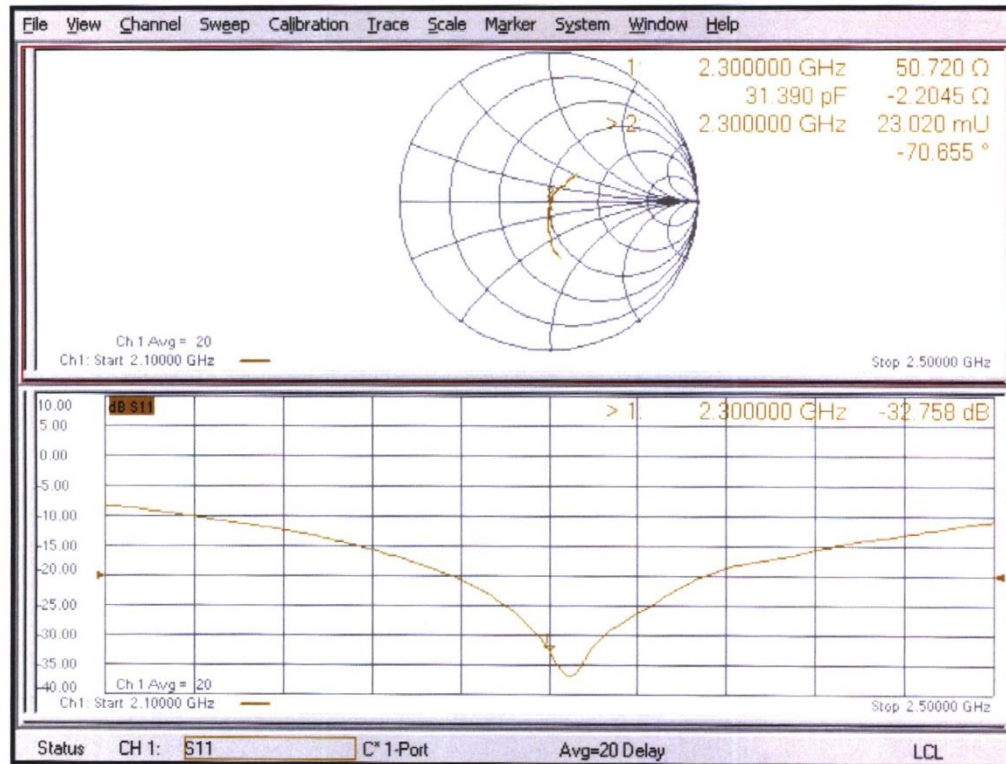 File View Channel Sweep Calibration Trace Scale Marker System Window Help
1: 2.300000 GHz 50.720 Ω
31.390 pF -2.2045 Ω
> 2: 2.300000 GHz 23.020 mU
-70.655 °
Ch 1 Avg = 20
Ch1: Start 2.10000 GHz Stop 2.50000 GHz
10.00 dB S11 > 1: 2.300000 GHz -32.758 dB
5.00
0.00
-5.00
-10.00
-15.00
-20.00
-25.00
-30.00
-35.00
-40.00 Ch 1 Avg = 20
Ch1: Start 2.10000 GHz Stop 2.50000 GHz
Status CH 1: S11 C* 1-Port Avg=20 Delay LCL